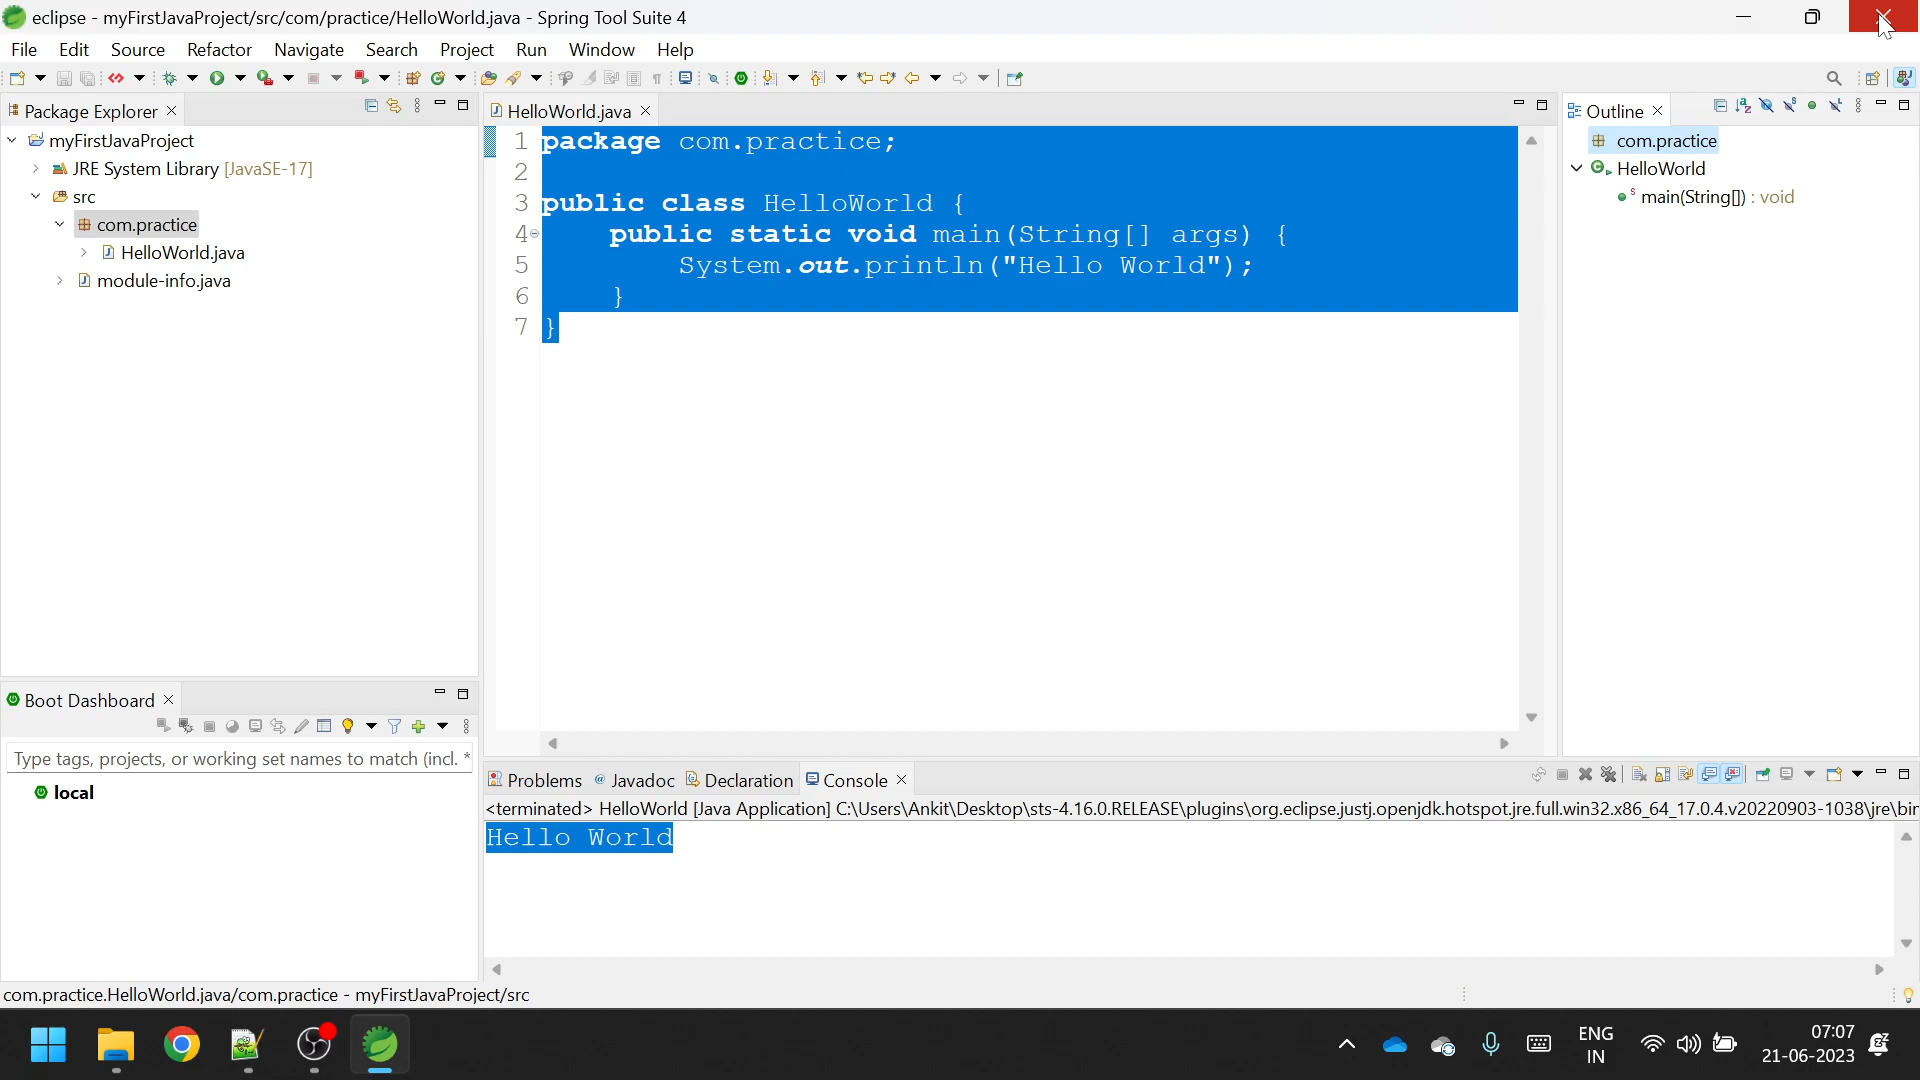 eclipse - myFirstJavaProject/src/com/practice/HelloWorld.java - Spring Tool Suite 4
File Edit Source Refactor Navigate Search Project Run Window Help
Package Explorer
myFirstJavaProject
JRE System Library [JavaSE-17]
src
com.practice
HelloWorld.java
module-info.java
HelloWorld.java
1 package com.practice;
2
3 public class HelloWorld {
4 public static void main(String[] args) {
5 System.out.println("Hello World");
6 }
7 }
Outline
com.practice
HelloWorld
main(String[]) : void
Boot Dashboard
Type tags, projects, or working set names to match (incl. *
local
Problems Javadoc Declaration Console
<terminated> HelloWorld [Java Application] C:\Users\Ankit\Desktop\sts-4.16.0.RELEASE\plugins\org.eclipse.justj.openjdk.hotspot.jre.full.win32.x86_64_17.0.4.v20220903-1038\jre\bin
Hello World
com.practice.HelloWorld.java/com.practice - myFirstJavaProject/src
ENG
IN
07:07
21-06-2023